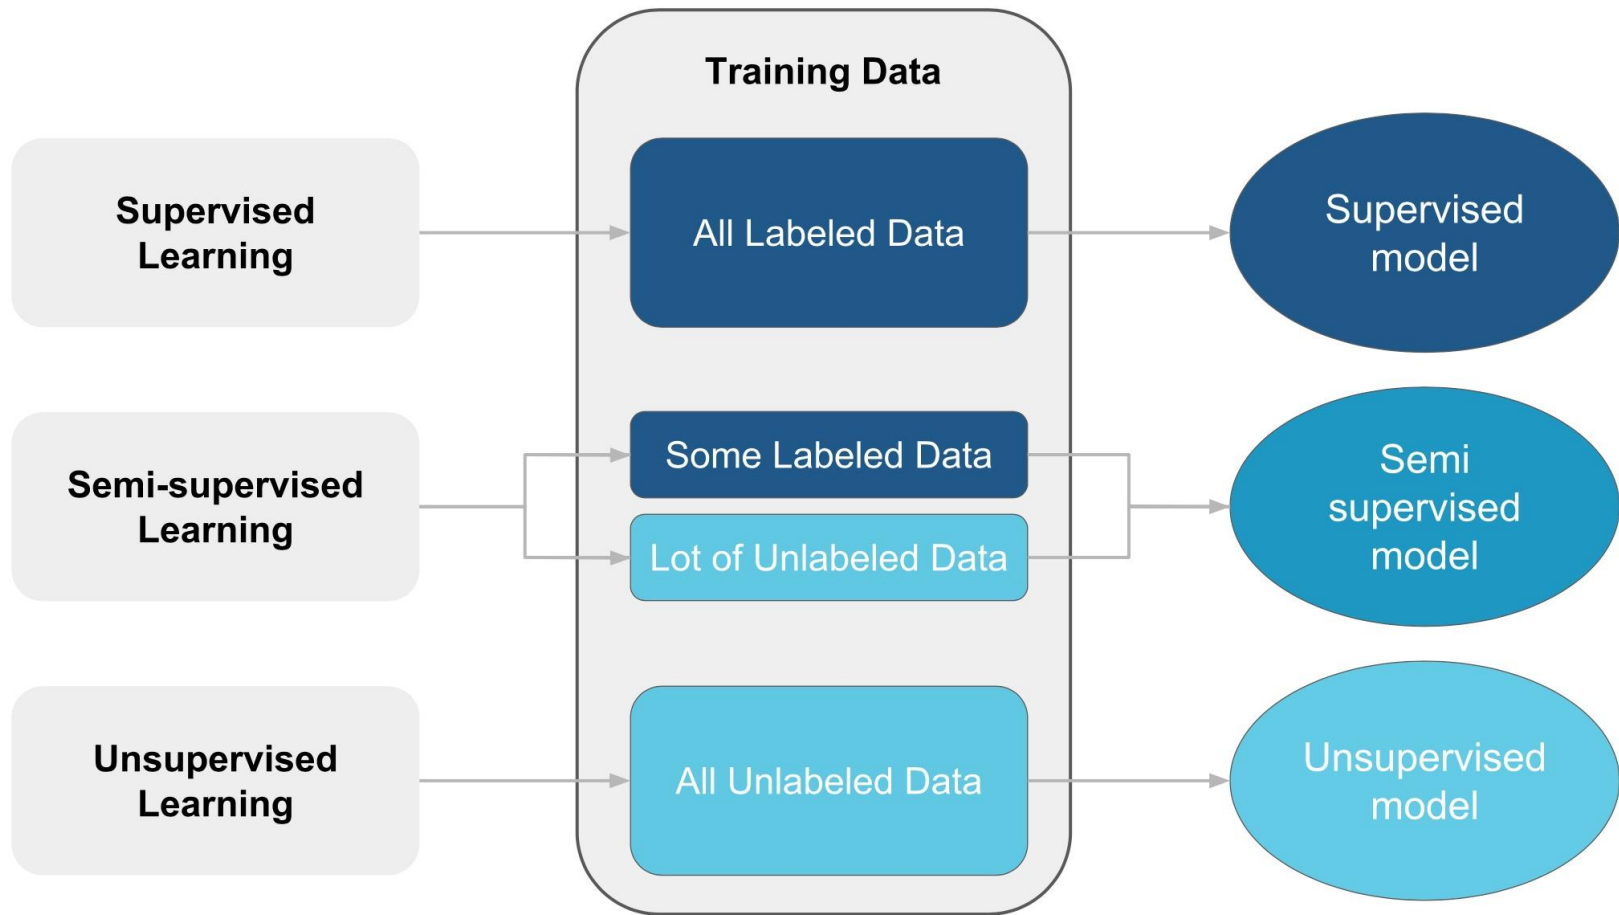 Training Data
Supervised
Learning
All Labeled Data
Supervised
model
Semi-supervised
Learning
Some Labeled Data
Lot of Unlabeled Data
Semi
supervised
model
Unsupervised
Learning
All Unlabeled Data
Unsupervised
model